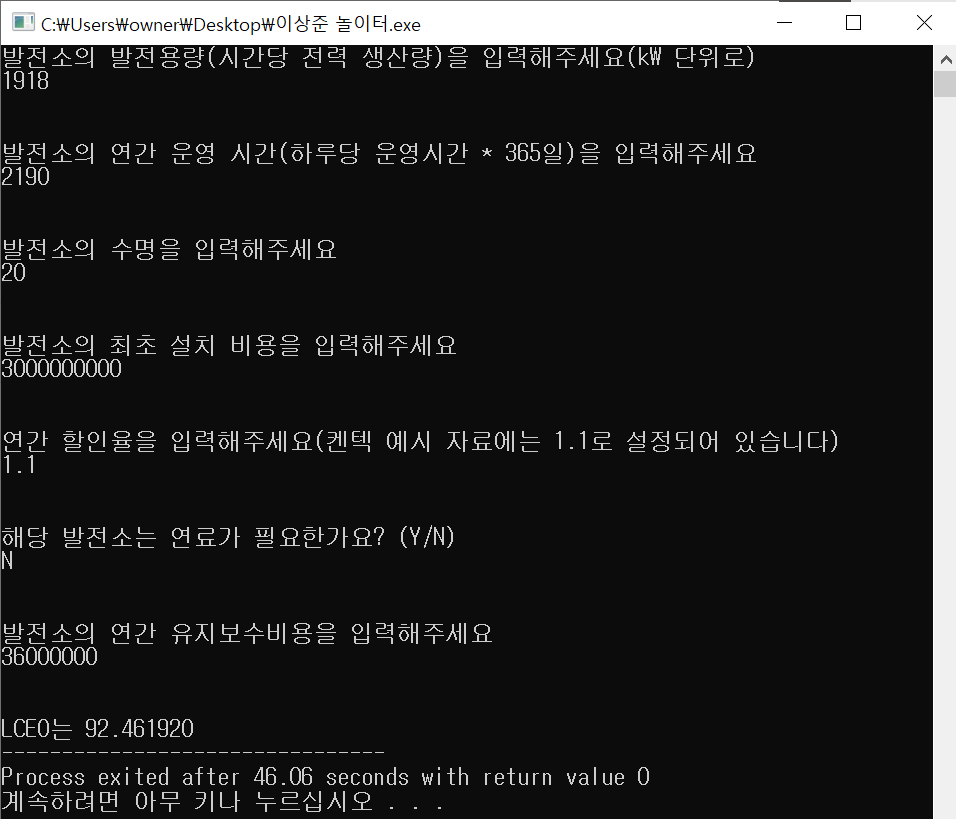 C:₩Users₩owner₩Desktop₩이상준 놀이터.exe
발전소의 발전용량(시간당 전력 생산량)을 입력해주세요(kW 단위로)
1918
발전소의 연간 운영 시간(하루당 운영시간 * 365일)을 입력해주세요
2190
발전소의 수명을 입력해주세요
20
발전소의 최초 설치 비용을 입력해주세요
3000000000
연간 할인율을 입력해주세요(켄텍 예시 자료에는 1.1로 설정되어 있습니다)
1.1
해당 발전소는 연료가 필요한가요? (Y/N)
N
발전소의 연간 유지보수비용을 입력해주세요
36000000
LCEO는 92.461920
--------------------------------
Process exited after 46.06 seconds with return value 0
계속하려면 아무 키나 누르십시오 . . .